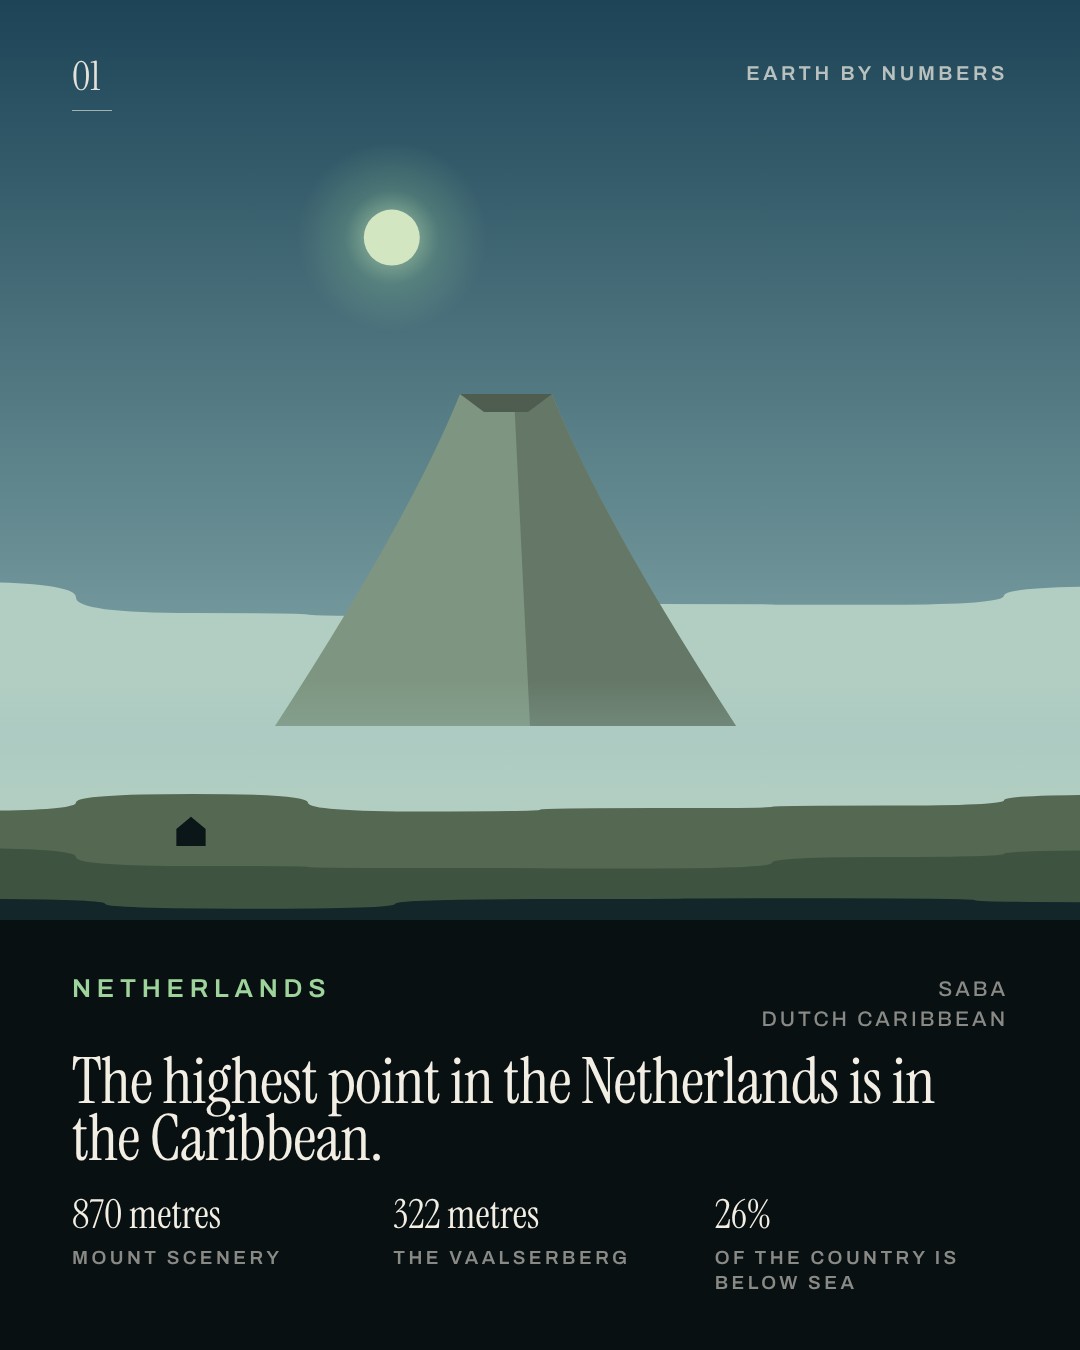 01
EARTH BY NUMBERS
NETHERLANDS
SABA
DUTCH CARIBBEAN
The highest point in the Netherlands is in
the Caribbean.
870 metres
MOUNT SCENERY
322 metres
THE VAALSERBERG
26%
OF THE COUNTRY IS
BELOW SEA